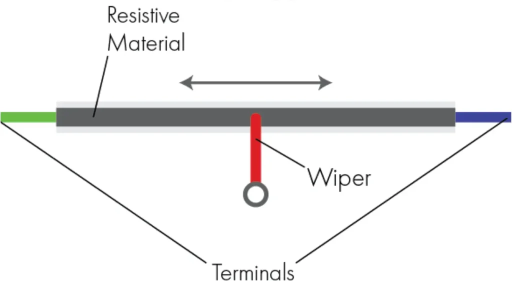 Resistive
Material
Wiper
Terminals